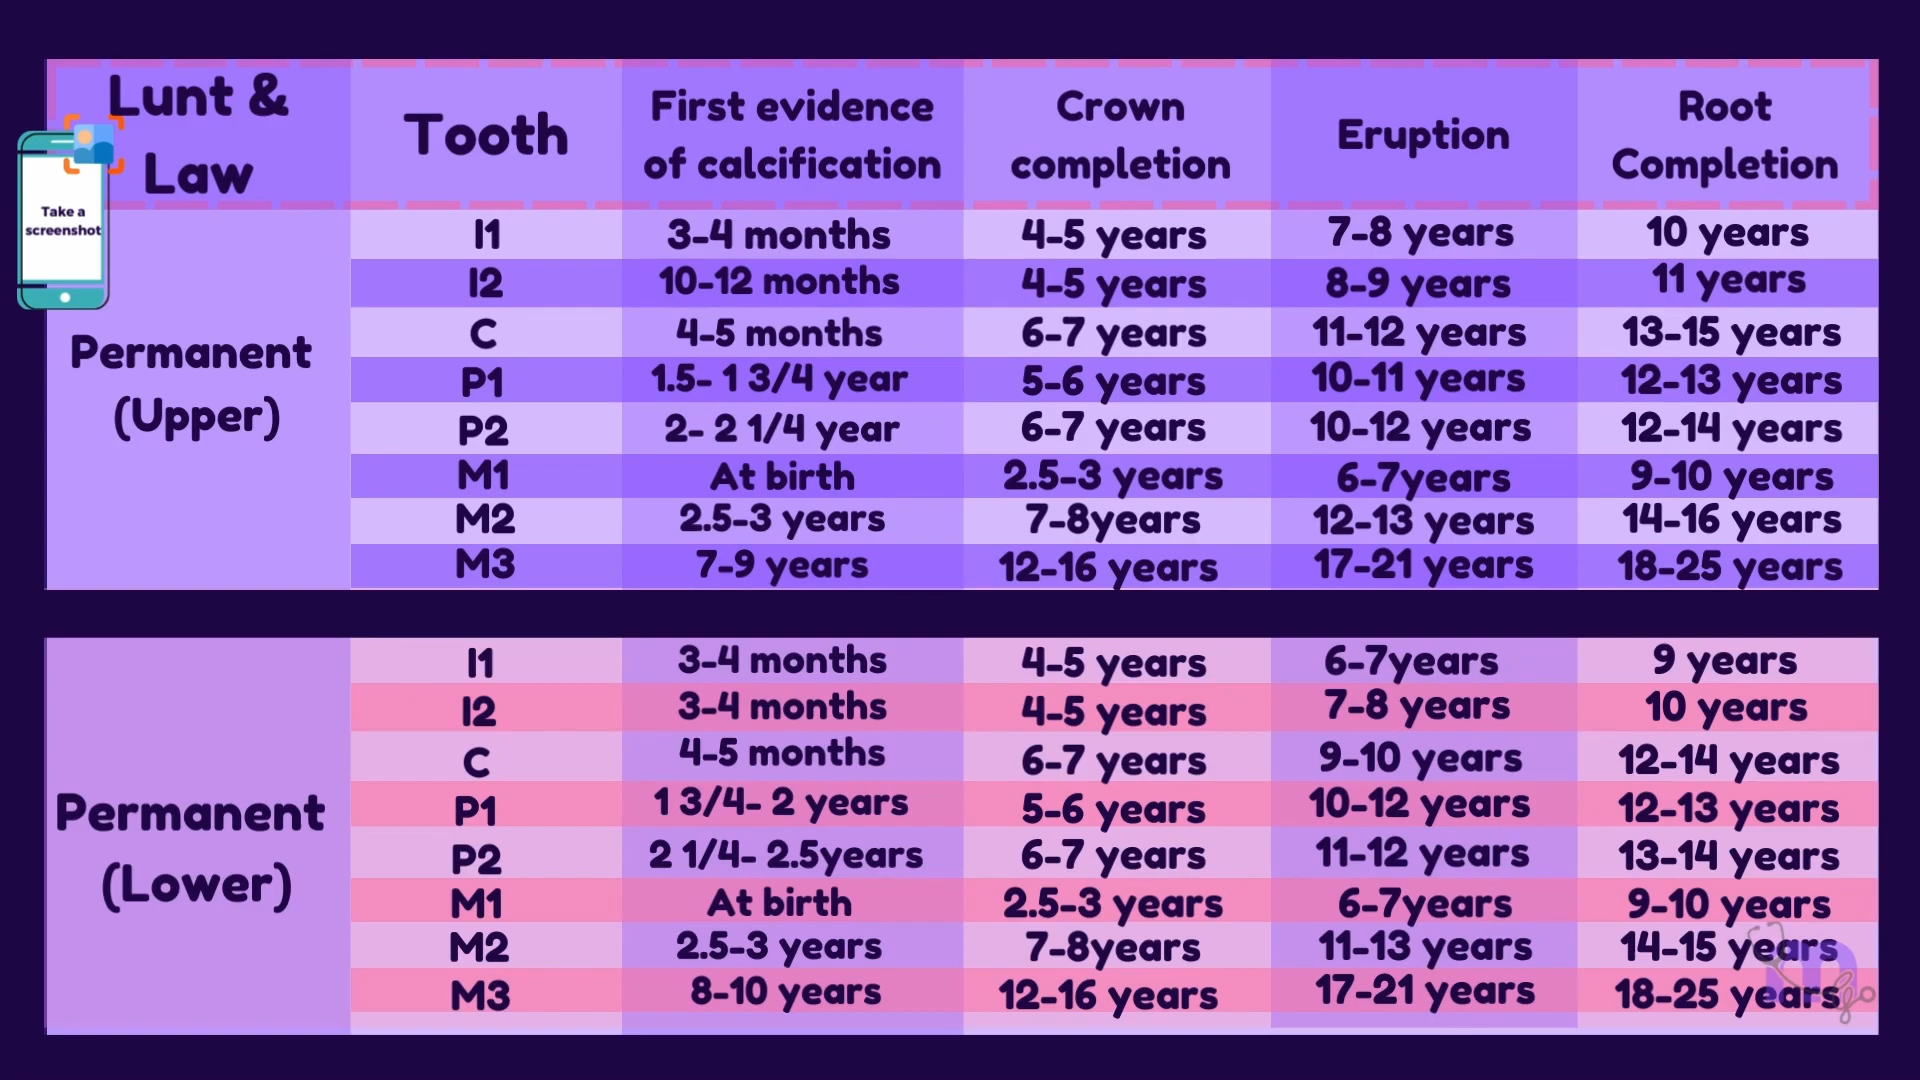 Lunt &
Law
Tooth
First evidence
of calcification
Crown
completion
Eruption
Root
Completion
Take a
screenshot
Permanent
(Upper)
I1 3-4 months 4-5 years 7-8 years 10 years
I2 10-12 months 4-5 years 8-9 years 11 years
C 4-5 months 6-7 years 11-12 years 13-15 years
P1 1.5- 1 3/4 year 5-6 years 10-11 years 12-13 years
P2 2- 2 1/4 year 6-7 years 10-12 years 12-14 years
M1 At birth 2.5-3 years 6-7years 9-10 years
M2 2.5-3 years 7-8years 12-13 years 14-16 years
M3 7-9 years 12-16 years 17-21 years 18-25 years
Permanent
(Lower)
I1 3-4 months 4-5 years 6-7years 9 years
I2 3-4 months 4-5 years 7-8 years 10 years
C 4-5 months 6-7 years 9-10 years 12-14 years
P1 1 3/4- 2 years 5-6 years 10-12 years 12-13 years
P2 2 1/4- 2.5years 6-7 years 11-12 years 13-14 years
M1 At birth 2.5-3 years 6-7years 9-10 years
M2 2.5-3 years 7-8years 11-13 years 14-15 years
M3 8-10 years 12-16 years 17-21 years 18-25 years